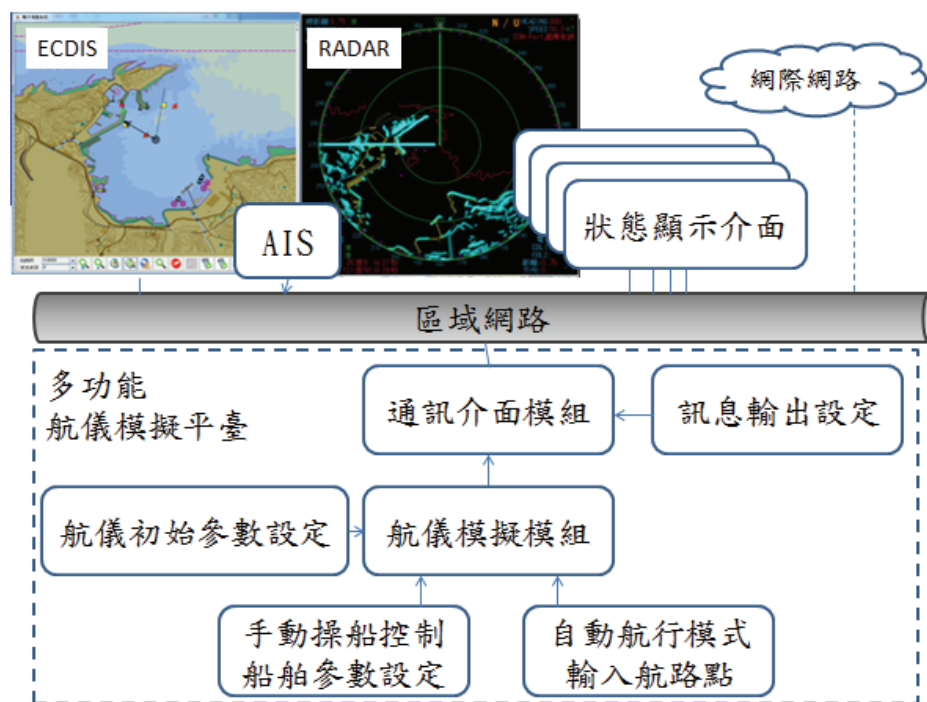 ECDIS
RADAR
N / U
網際網路
AIS
狀態顯示介面
區域網路
多功能
航儀模擬平臺
通訊介面模組
訊息輸出設定
航儀初始參數設定
航儀模擬模組
手動操船控制
船舶參數設定
自動航行模式
輸入航路點